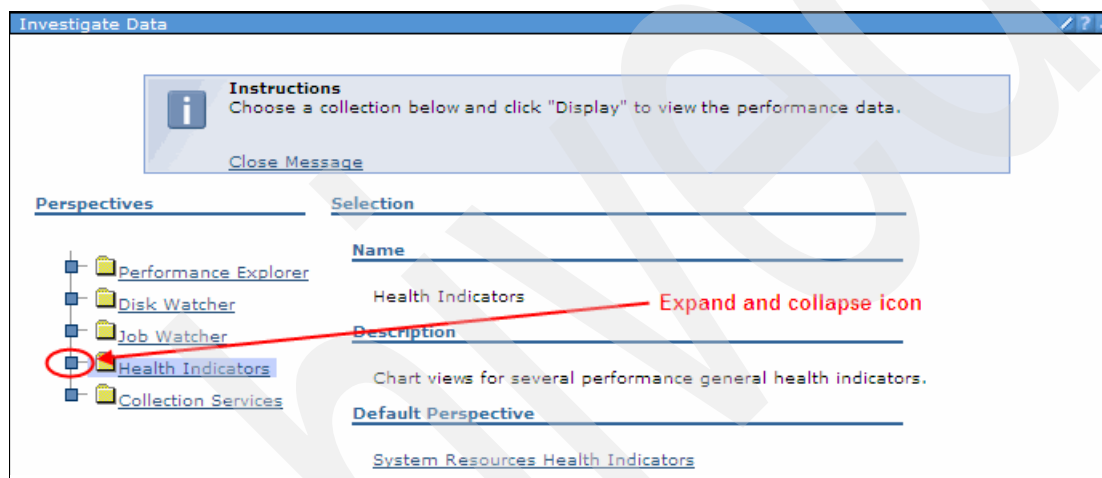 Investigate Data
?
Instructions
Choose a collection below and click "Display" to view the performance data.
Close Message
Perspectives
Selection
Performance Explorer
Disk Watcher
Job Watcher
Health Indicators
Collection Services
Name
Health Indicators
Expand and collapse icon
Description
Chart views for several performance general health indicators.
Default Perspective
System Resources Health Indicators